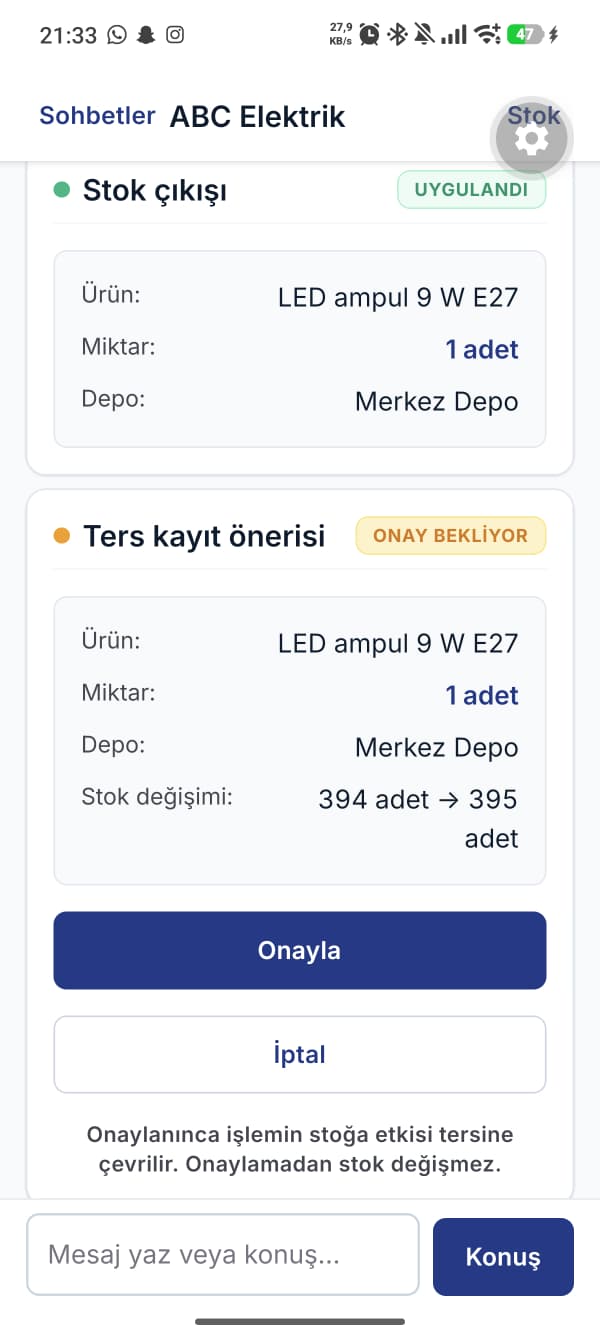 21:33
27,9
KB/s
47
Sohbetler ABC Elektrik Stok
Stok çıkışı UYGULANDI
Ürün: LED ampul 9 W E27
Miktar: 1 adet
Depo: Merkez Depo
Ters kayıt önerisi ONAY BEKLİYOR
Ürün: LED ampul 9 W E27
Miktar: 1 adet
Depo: Merkez Depo
Stok değişimi: 394 adet → 395
adet
Onayla
İptal
Onaylanınca işlemin stoğa etkisi tersine
çevrilir. Onaylamadan stok değişmez.
Mesaj yaz veya konuş... Konuş